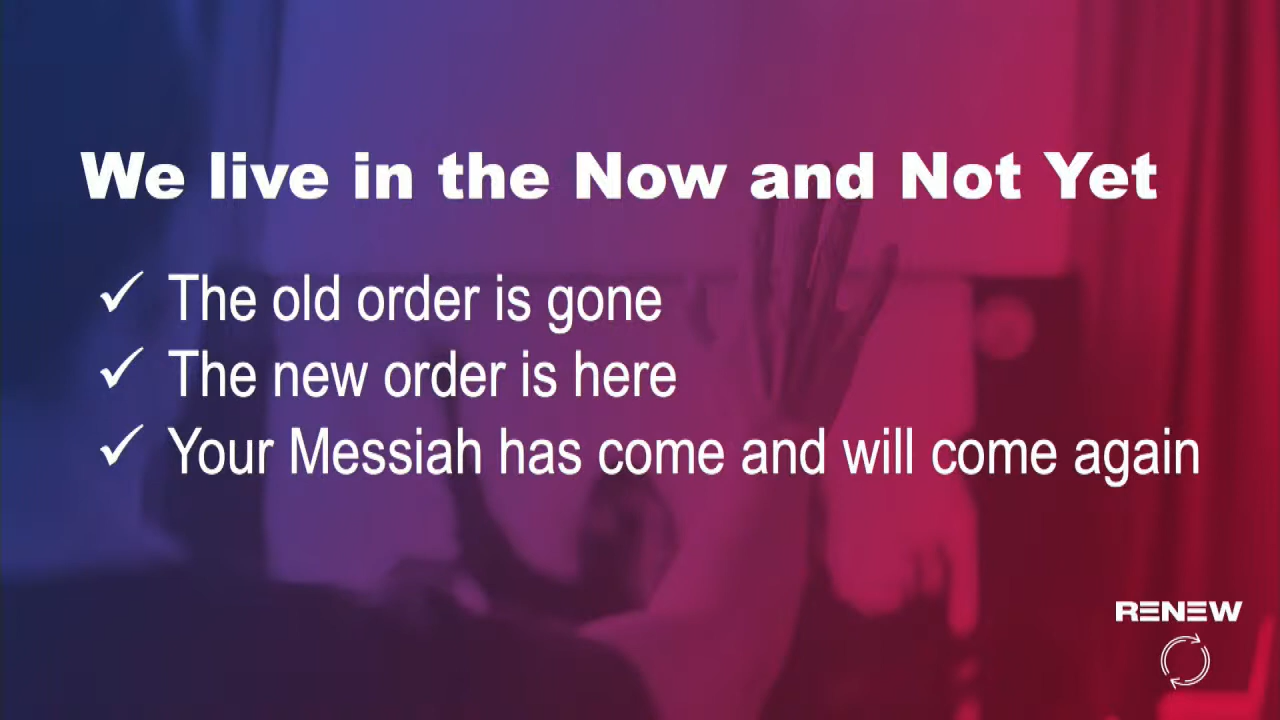 We live in the Now and Not Yet
✓ The old order is gone
✓ The new order is here
✓ Your Messiah has come and will come again
RENEW